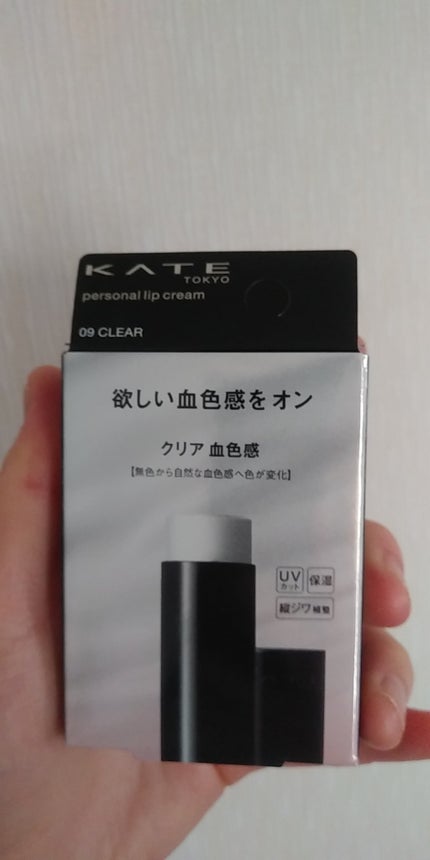 KATE
TOKYO
personal lip cream
09 CLEAR
欲しい血色感をオン
クリア 血色感
【無色から自然な血色感へ色が変化】
UV
カット
保湿
縦ジワ補整